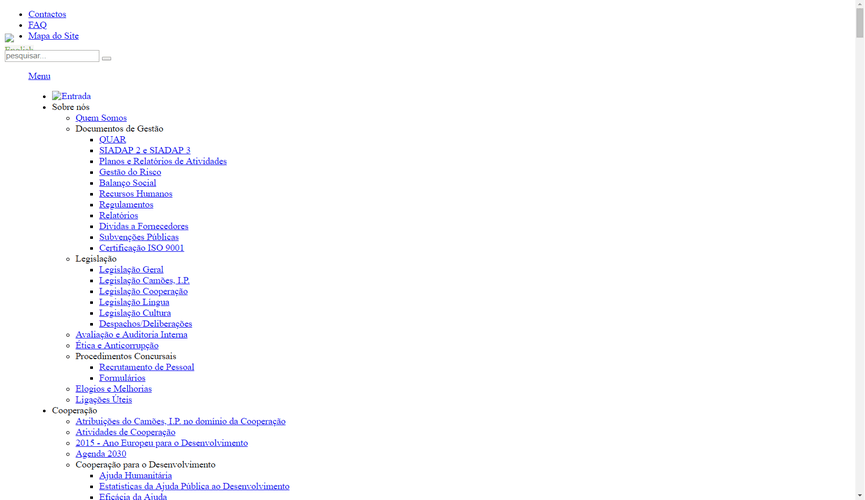 Contactos
FAQ
Mapa do Site
pesquisar...
Menu
Entrada
Sobre nós
Quem Somos
Documentos de Gestão
QUAR
SIADAP 2 e SIADAP 3
Planos e Relatórios de Atividades
Gestão do Risco
Balanço Social
Recursos Humanos
Regulamentos
Relatórios
Dívidas a Fornecedores
Subvenções Públicas
Certificação ISO 9001
Legislação
Legislação Geral
Legislação Camões, I.P.
Legislação Cooperação
Legislação Língua
Legislação Cultura
Despachos/Deliberações
Avaliação e Auditoria Interna
Ética e Anticorrupção
Procedimentos Concursais
Recrutamento de Pessoal
Formulários
Elogios e Melhorias
Ligações Úteis
Cooperação
Atribuições do Camões, I.P. no domínio da Cooperação
Atividades de Cooperação
2015 - Ano Europeu para o Desenvolvimento
Agenda 2030
Cooperação para o Desenvolvimento
Ajuda Humanitária
Estatísticas da Ajuda Pública ao Desenvolvimento
Eficácia da Ajuda